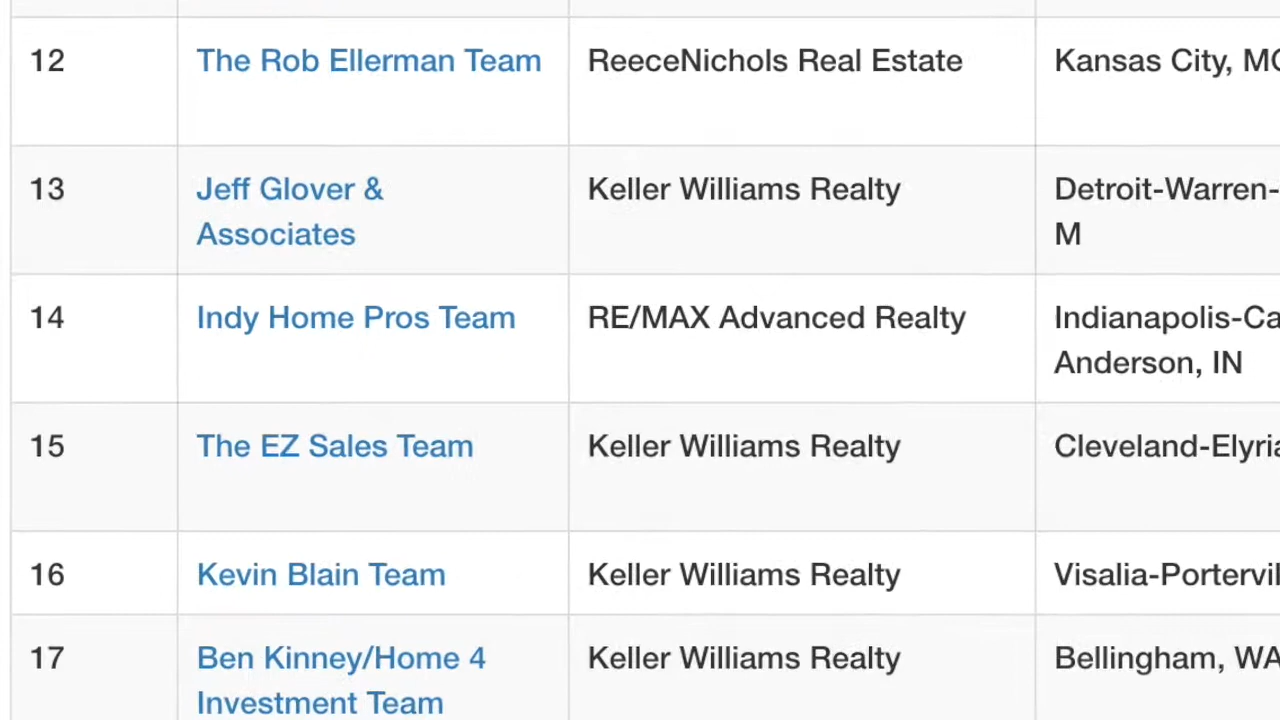 12 The Rob Ellerman Team ReeceNichols Real Estate Kansas City, MO
13 Jeff Glover & Keller Williams Realty Detroit-Warren-
Associates M
14 Indy Home Pros Team RE/MAX Advanced Realty Indianapolis-Ca
Anderson, IN
15 The EZ Sales Team Keller Williams Realty Cleveland-Elyria
16 Kevin Blain Team Keller Williams Realty Visalia-Portervil
17 Ben Kinney/Home 4 Keller Williams Realty Bellingham, WA
Investment Team